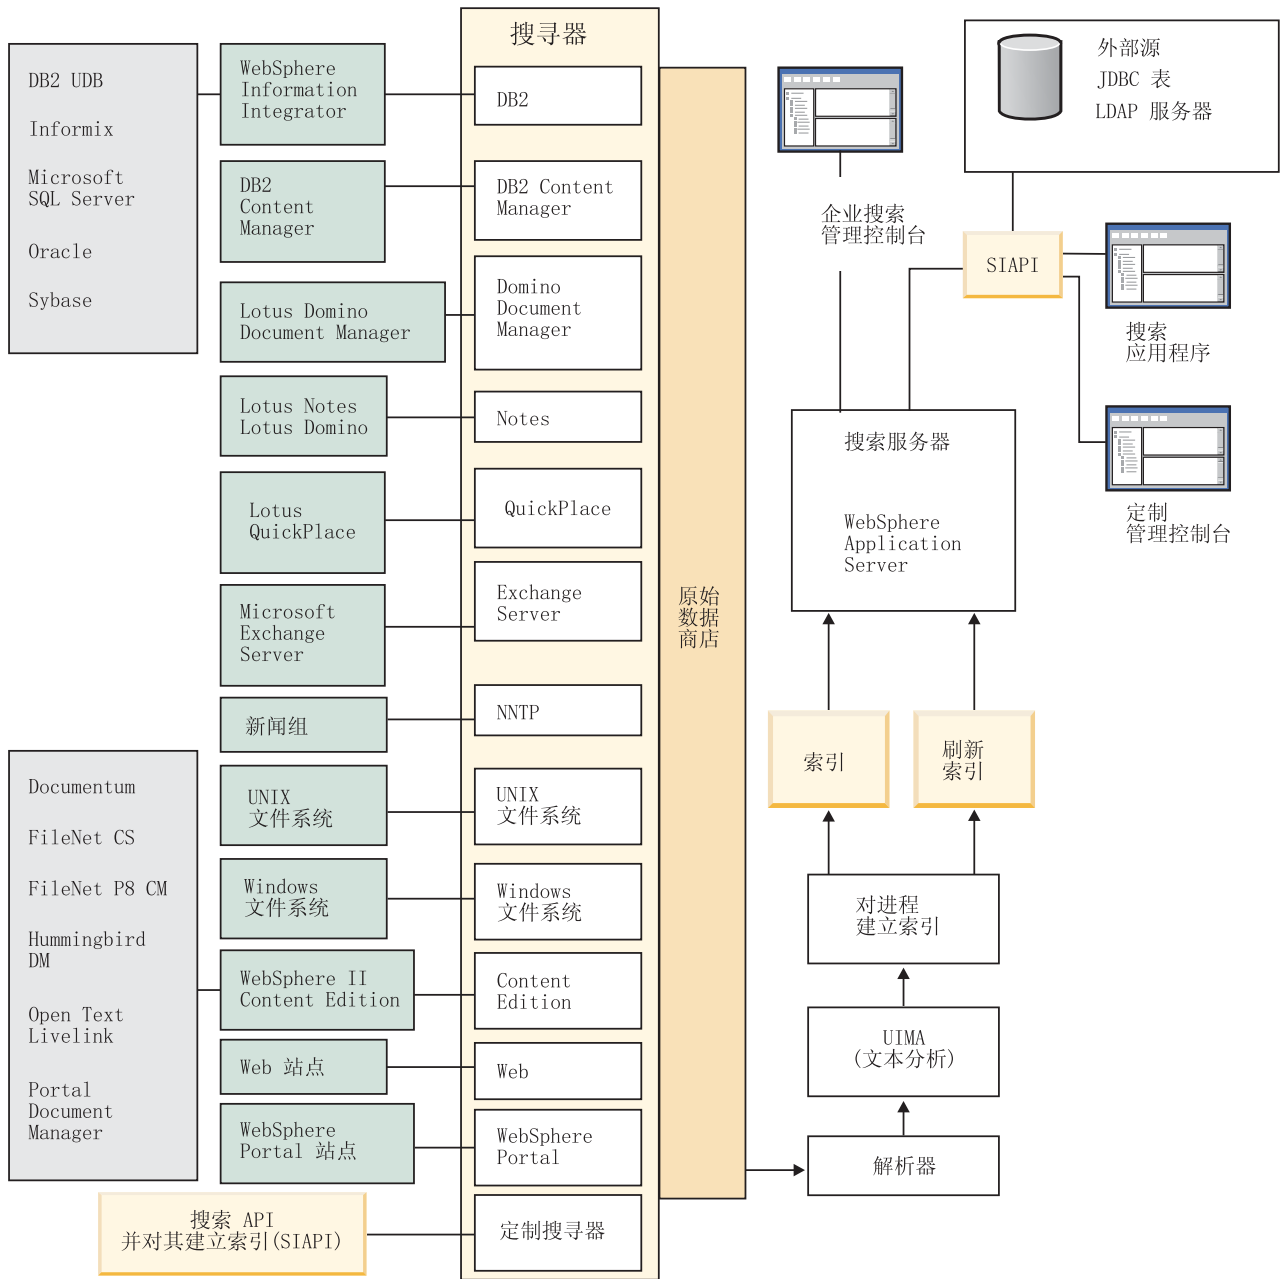 DB2 UDB
Informix
Microsoft
SQL Server
Oracle
Sybase
Documentum
FileNet CS
FileNet P8 CM
Hummingbird
DM
Open Text
Livelink
Portal
Document
Manager
WebSphere
Information
Integrator
DB2
Content
Manager
Lotus Domino
Document Manager
Lotus Notes
Lotus Domino
Lotus
QuickPlace
Microsoft
Exchange
Server
新闻组
UNIX
文件系统
Windows
文件系统
WebSphere II
Content Edition
Web 站点
WebSphere
Portal 站点
搜索 API
并对其建立索引(SIAPI)
搜寻器
DB2
DB2 Content
Manager
Domino
Document
Manager
Notes
QuickPlace
Exchange
Server
NNTP
UNIX
文件系统
Windows
文件系统
Content
Edition
Web
WebSphere
Portal
定制搜寻器
原始
数据
商店
企业搜索
管理控制台
外部源
JDBC 表
LDAP 服务器
SIAPI
搜索
应用程序
定制
管理控制台
搜索服务器
WebSphere
Application
Server
索引
刷新
索引
对进程
建立索引
UIMA
(文本分析)
解析器